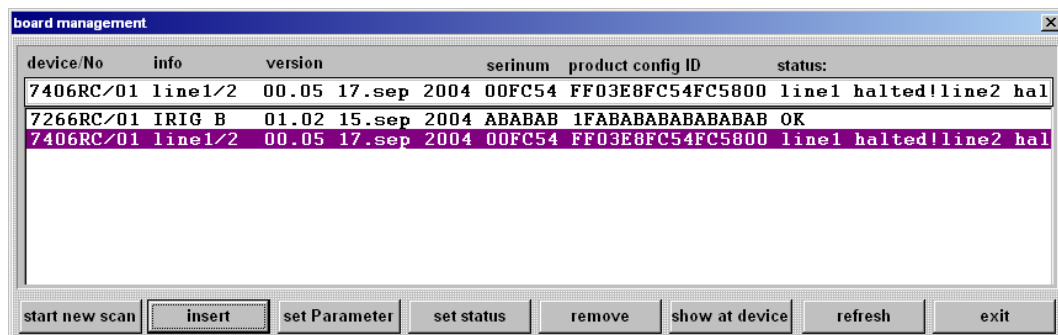 board management
device/No info version serinum product config ID status:
7406RC/01 line1/2 00.05 17.sep 2004 00FC54 FF03E8FC54FC5800 line1 halted!line2 hal
7266RC/01 IRIG B 01.02 15.sep 2004 ABABAB 1FABABABABABABAB OK
7406RC/01 line1/2 00.05 17.sep 2004 00FC54 FF03E8FC54FC5800 line1 halted!line2 hal
start new scan insert set Parameter set status remove show at device refresh exit